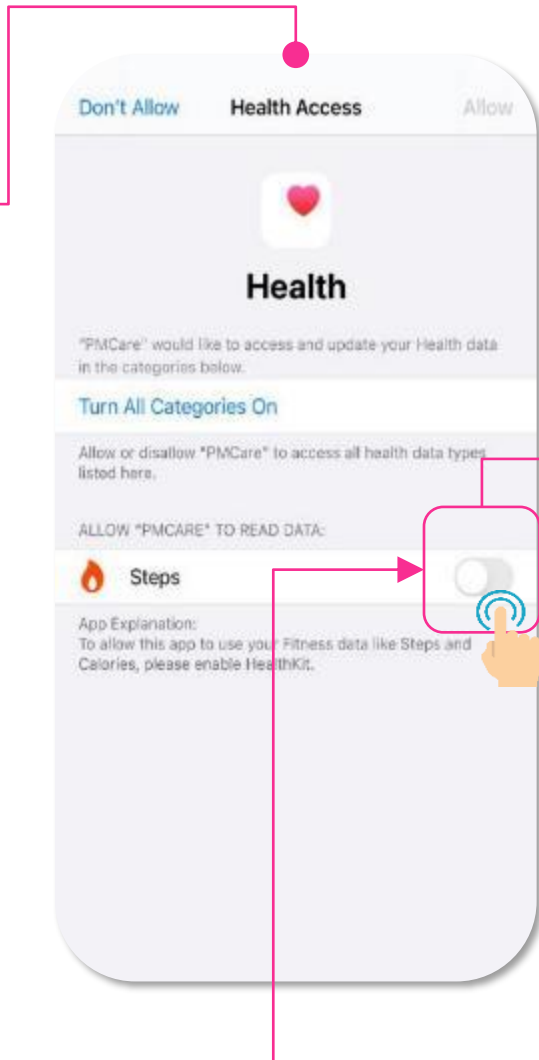 Don't Allow Health Access Allow
Health
"PMCare" would like to access and update your Health data
in the categories below.
Turn All Categories On
Allow or disallow "PMCare" to access all health data types
listed here.
ALLOW "PMCARE" TO READ DATA:
Steps
App Explanation:
To allow this app to use your Fitness data like Steps and
Calories, please enable HealthKit.